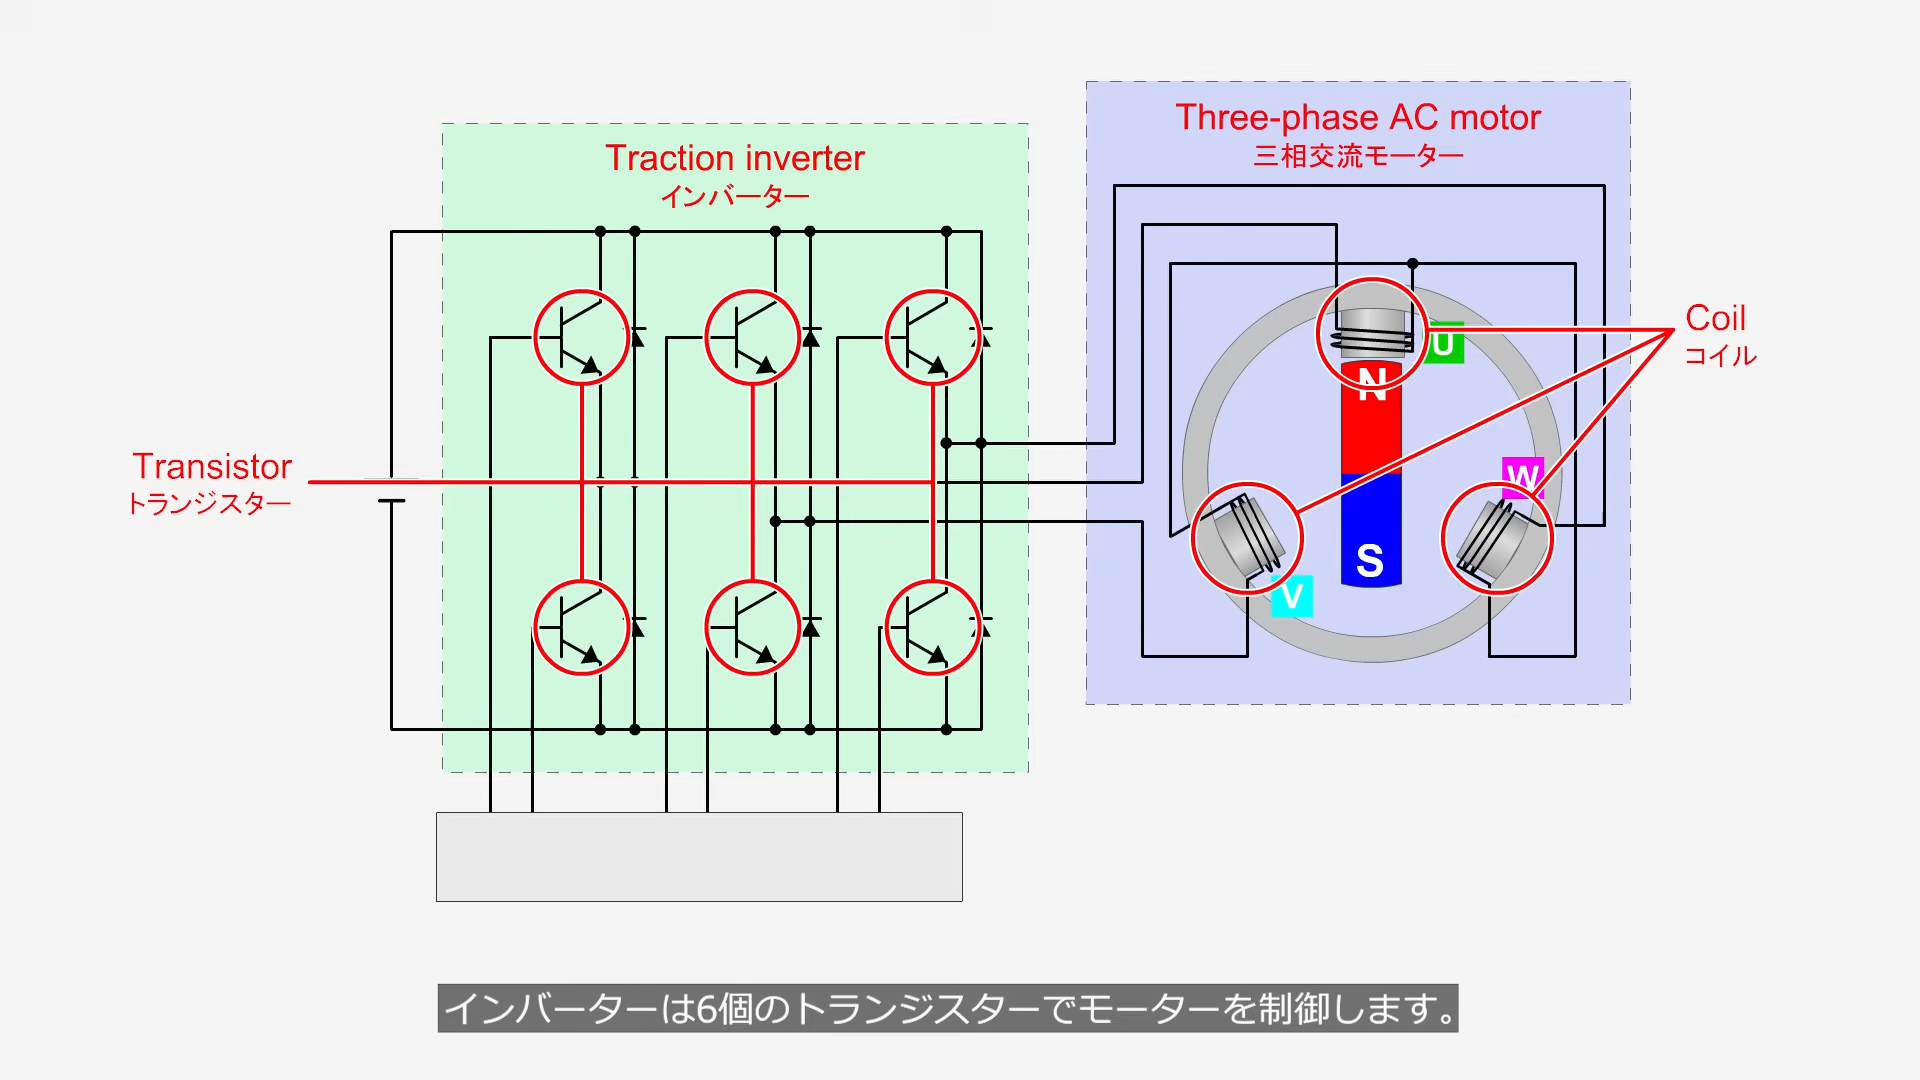 Three-phase AC motor
三相交流モーター
Traction inverter
インバーター
Coil
コイル
U
N
Transistor
トランジスター
W
S
V
インバーターは6個のトランジスターでモーターを制御します。